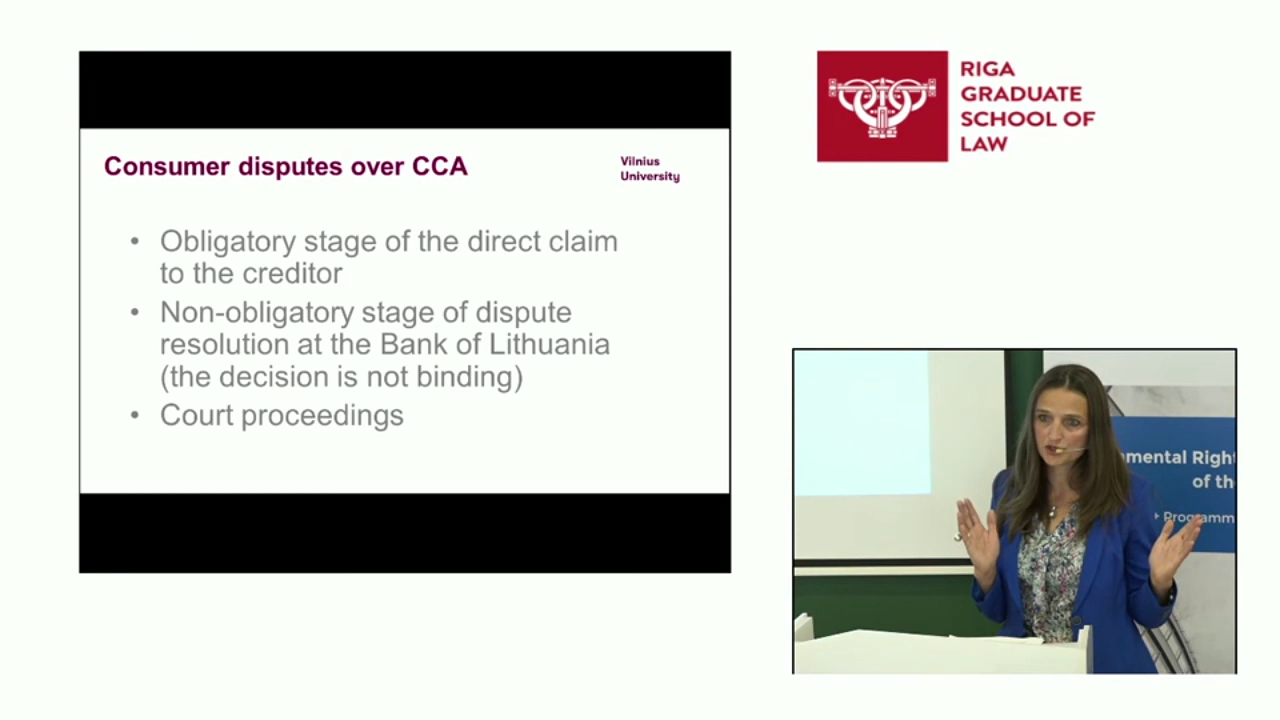 Consumer disputes over CCA
Vilnius
University
• Obligatory stage of the direct claim
to the creditor
• Non-obligatory stage of dispute
resolution at the Bank of Lithuania
(the decision is not binding)
• Court proceedings
RIGA
GRADUATE
SCHOOL OF
LAW
mental Righ
of th
Programm